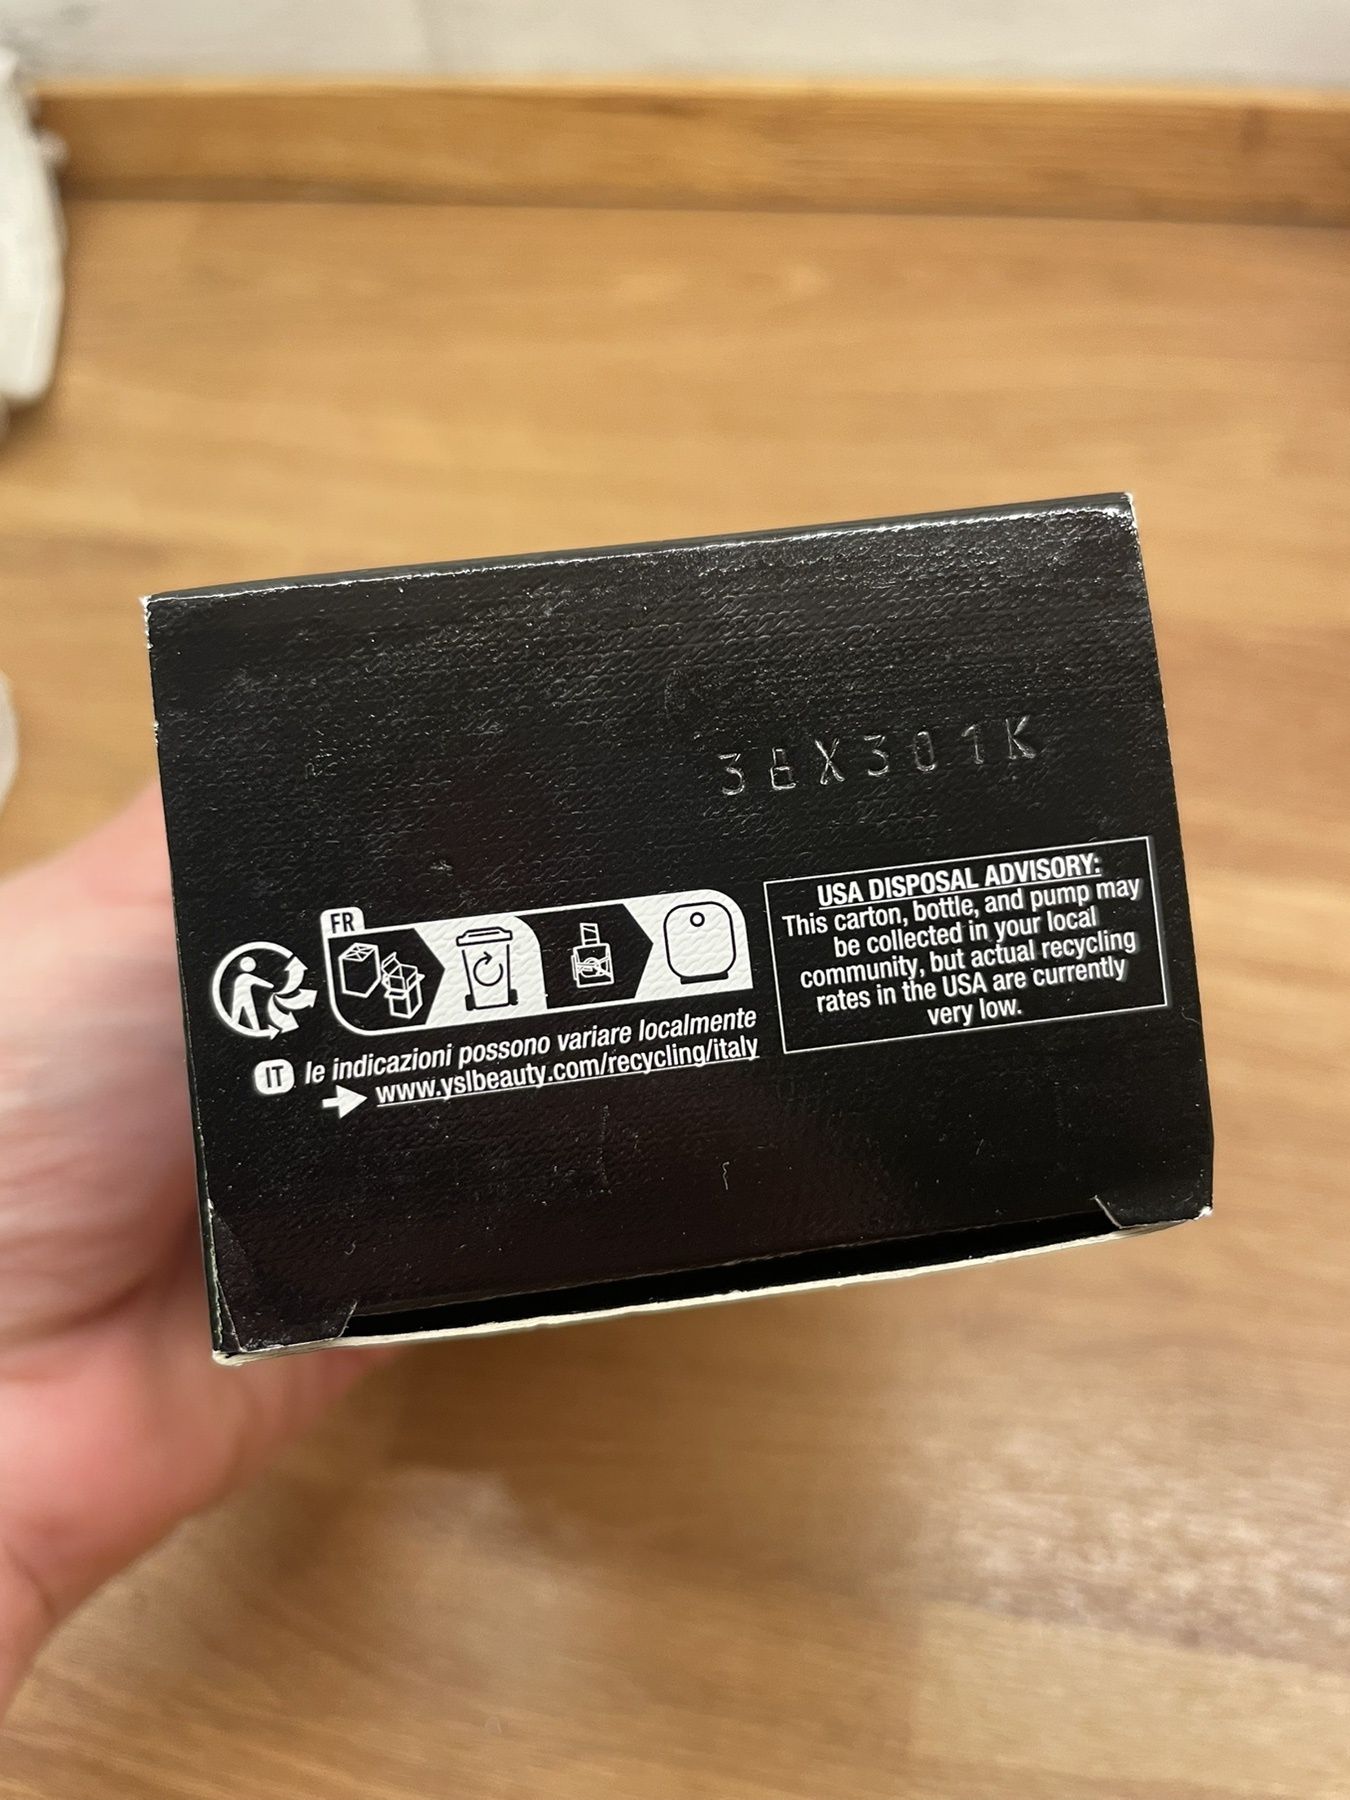 38X301K
FR
USA DISPOSAL ADVISORY:
This carton, bottle, and pump may
be collected in your local
community, but actual recycling
rates in the USA are currently
very low.
IT le indicazioni possono variare localmente
www.yslbeauty.com/recycling/italy